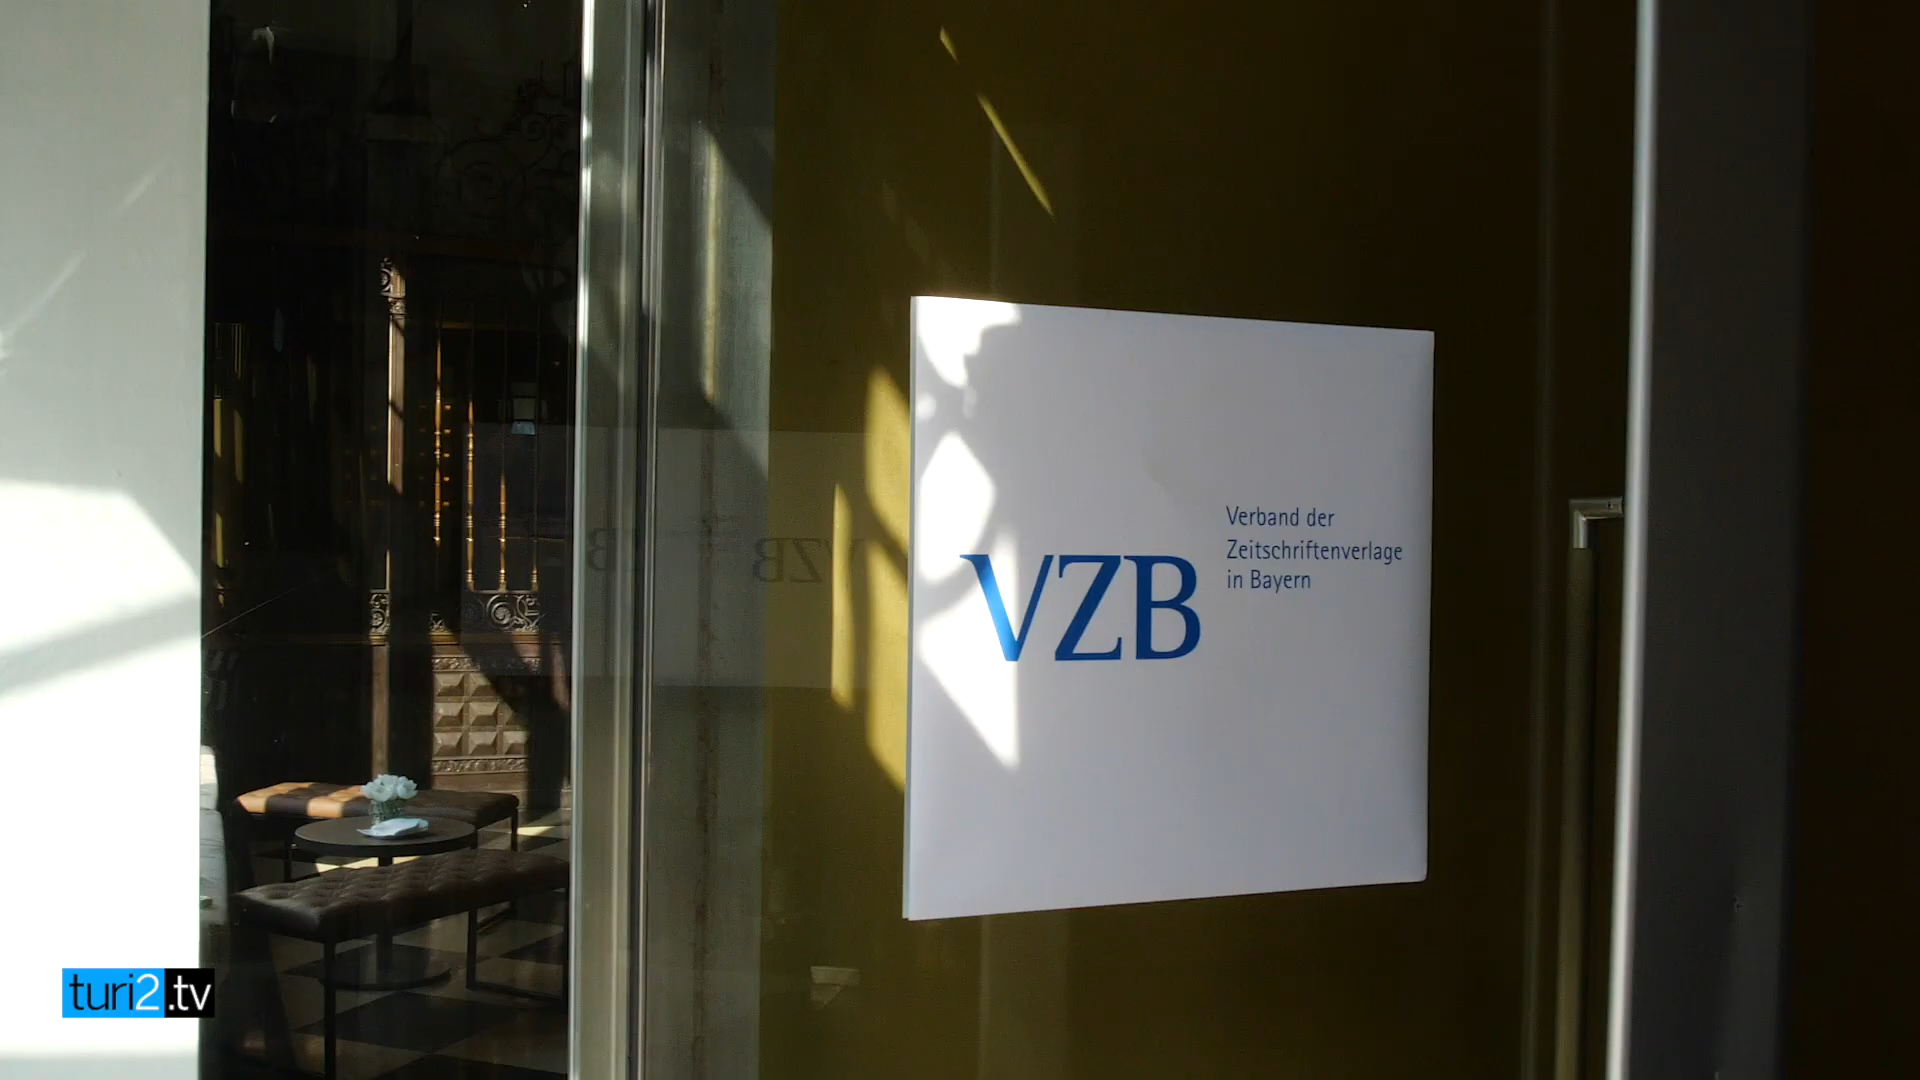 VZB
Verband der
Zeitschriftenverlage
in Bayern
turi2.tv